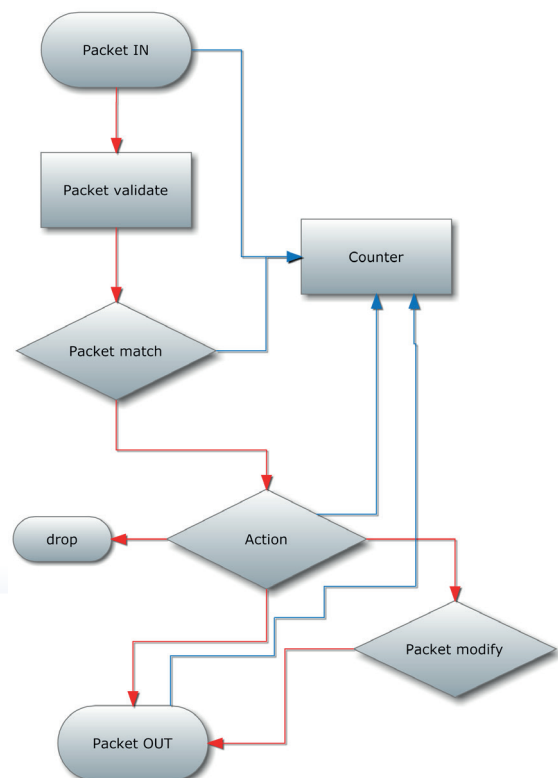 Packet IN
Packet validate
Counter
Packet match
drop
Action
Packet modify
Packet OUT